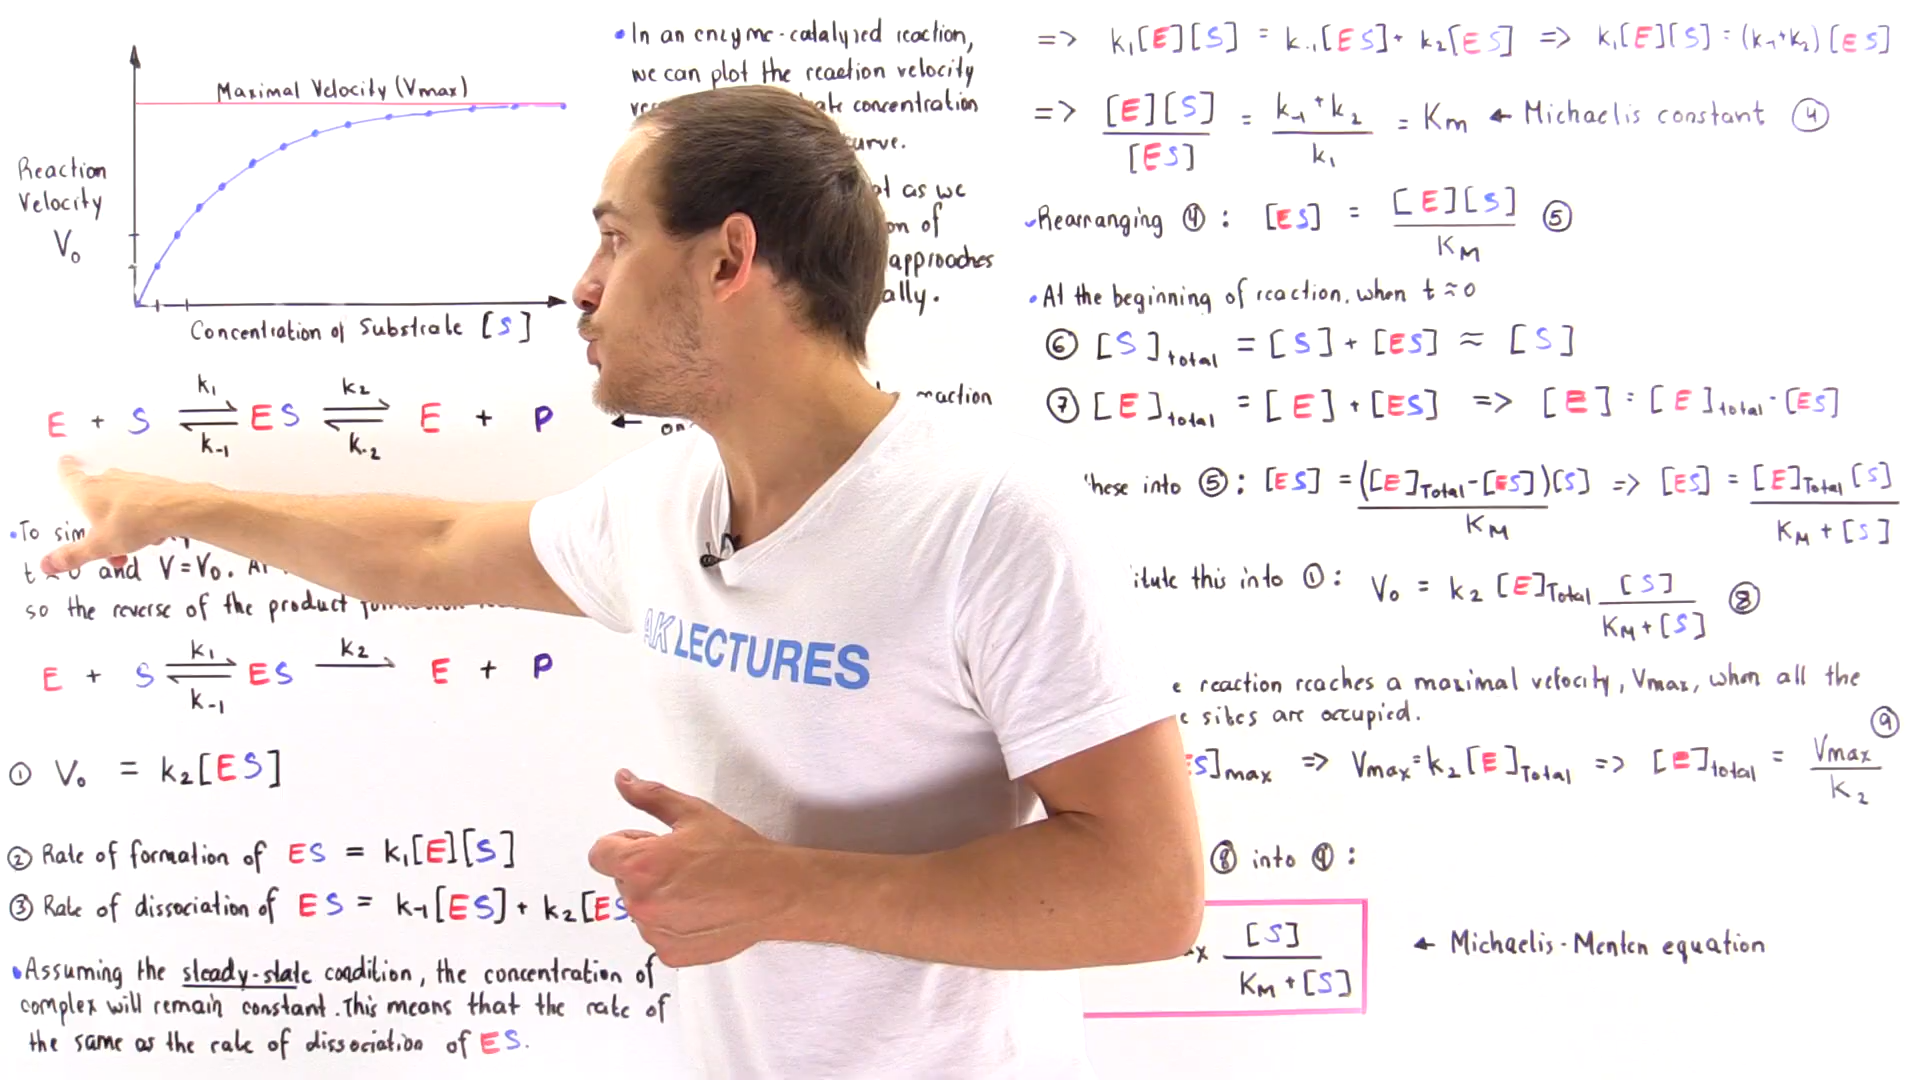 Maximal Velocity (Vmax)
Reaction
Velocity
V₀
Concentration of Substrate [S]
E + S ⇌ ES ⇌ E + P ←
k₁ k₂
k₋₁ k₋₂
•To
t ≈ 0 and V=V₀.
so the reverse of the product
E + S ⇌ ES → E + P
k₁ k₂
k₋₁
① V₀ = k₂[ES]
② Rate of formation of ES = k₁[E][S]
③ Rate of dissociation of ES = k₋₁[ES] + k₂[ES
•Assuming the steady-state condition, the concentration of
complex will remain constant. This means that the rate of
the same as the rate of dissociation of ES.
•In an enzyme-catalyzed reaction,
we can plot the reaction velocity
concentration
as we
of
approaches
AK LECTURES
=> k₁[E][S] = k₋₁[ES] + k₂[ES] => k₁[E][S] = (k₋₁+k₂)[ES]
=> [E][S] / [ES] = k₋₁+k₂ / k₁ = Km ← Michaelis constant ④
Rearranging ④: [ES] = [E][S] / KM ⑤
•At the beginning of reaction, when t≈0
⑥ [S]total = [S] + [ES] ≈ [S]
⑦ [E]total = [E] + [ES] => [E] = [E]total - [ES]
these into ⑤: [ES] = ([E]Total-[ES])[S] / KM => [ES] = [E]Total [S] / KM + [S]
this into ①: V₀ = k₂ [E]Total [S] / KM+[S] ⑧
reaction reaches a maximal velocity, Vmax, when all the
sites are occupied.
ES]max => Vmax=k₂[E]Total => [E]total = Vmax / k₂ ⑨
⑧ into ⑨:
x [S] / KM + [S] ← Michaelis-Menten equation